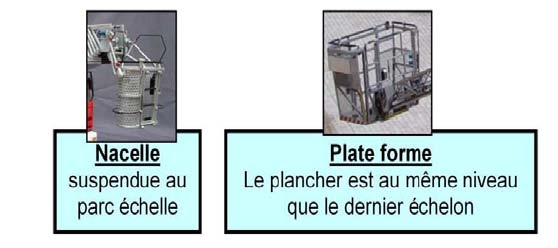 Nacelle
suspendue au
parc échelle
Plate forme
Le plancher est au même niveau
que le dernier échelon